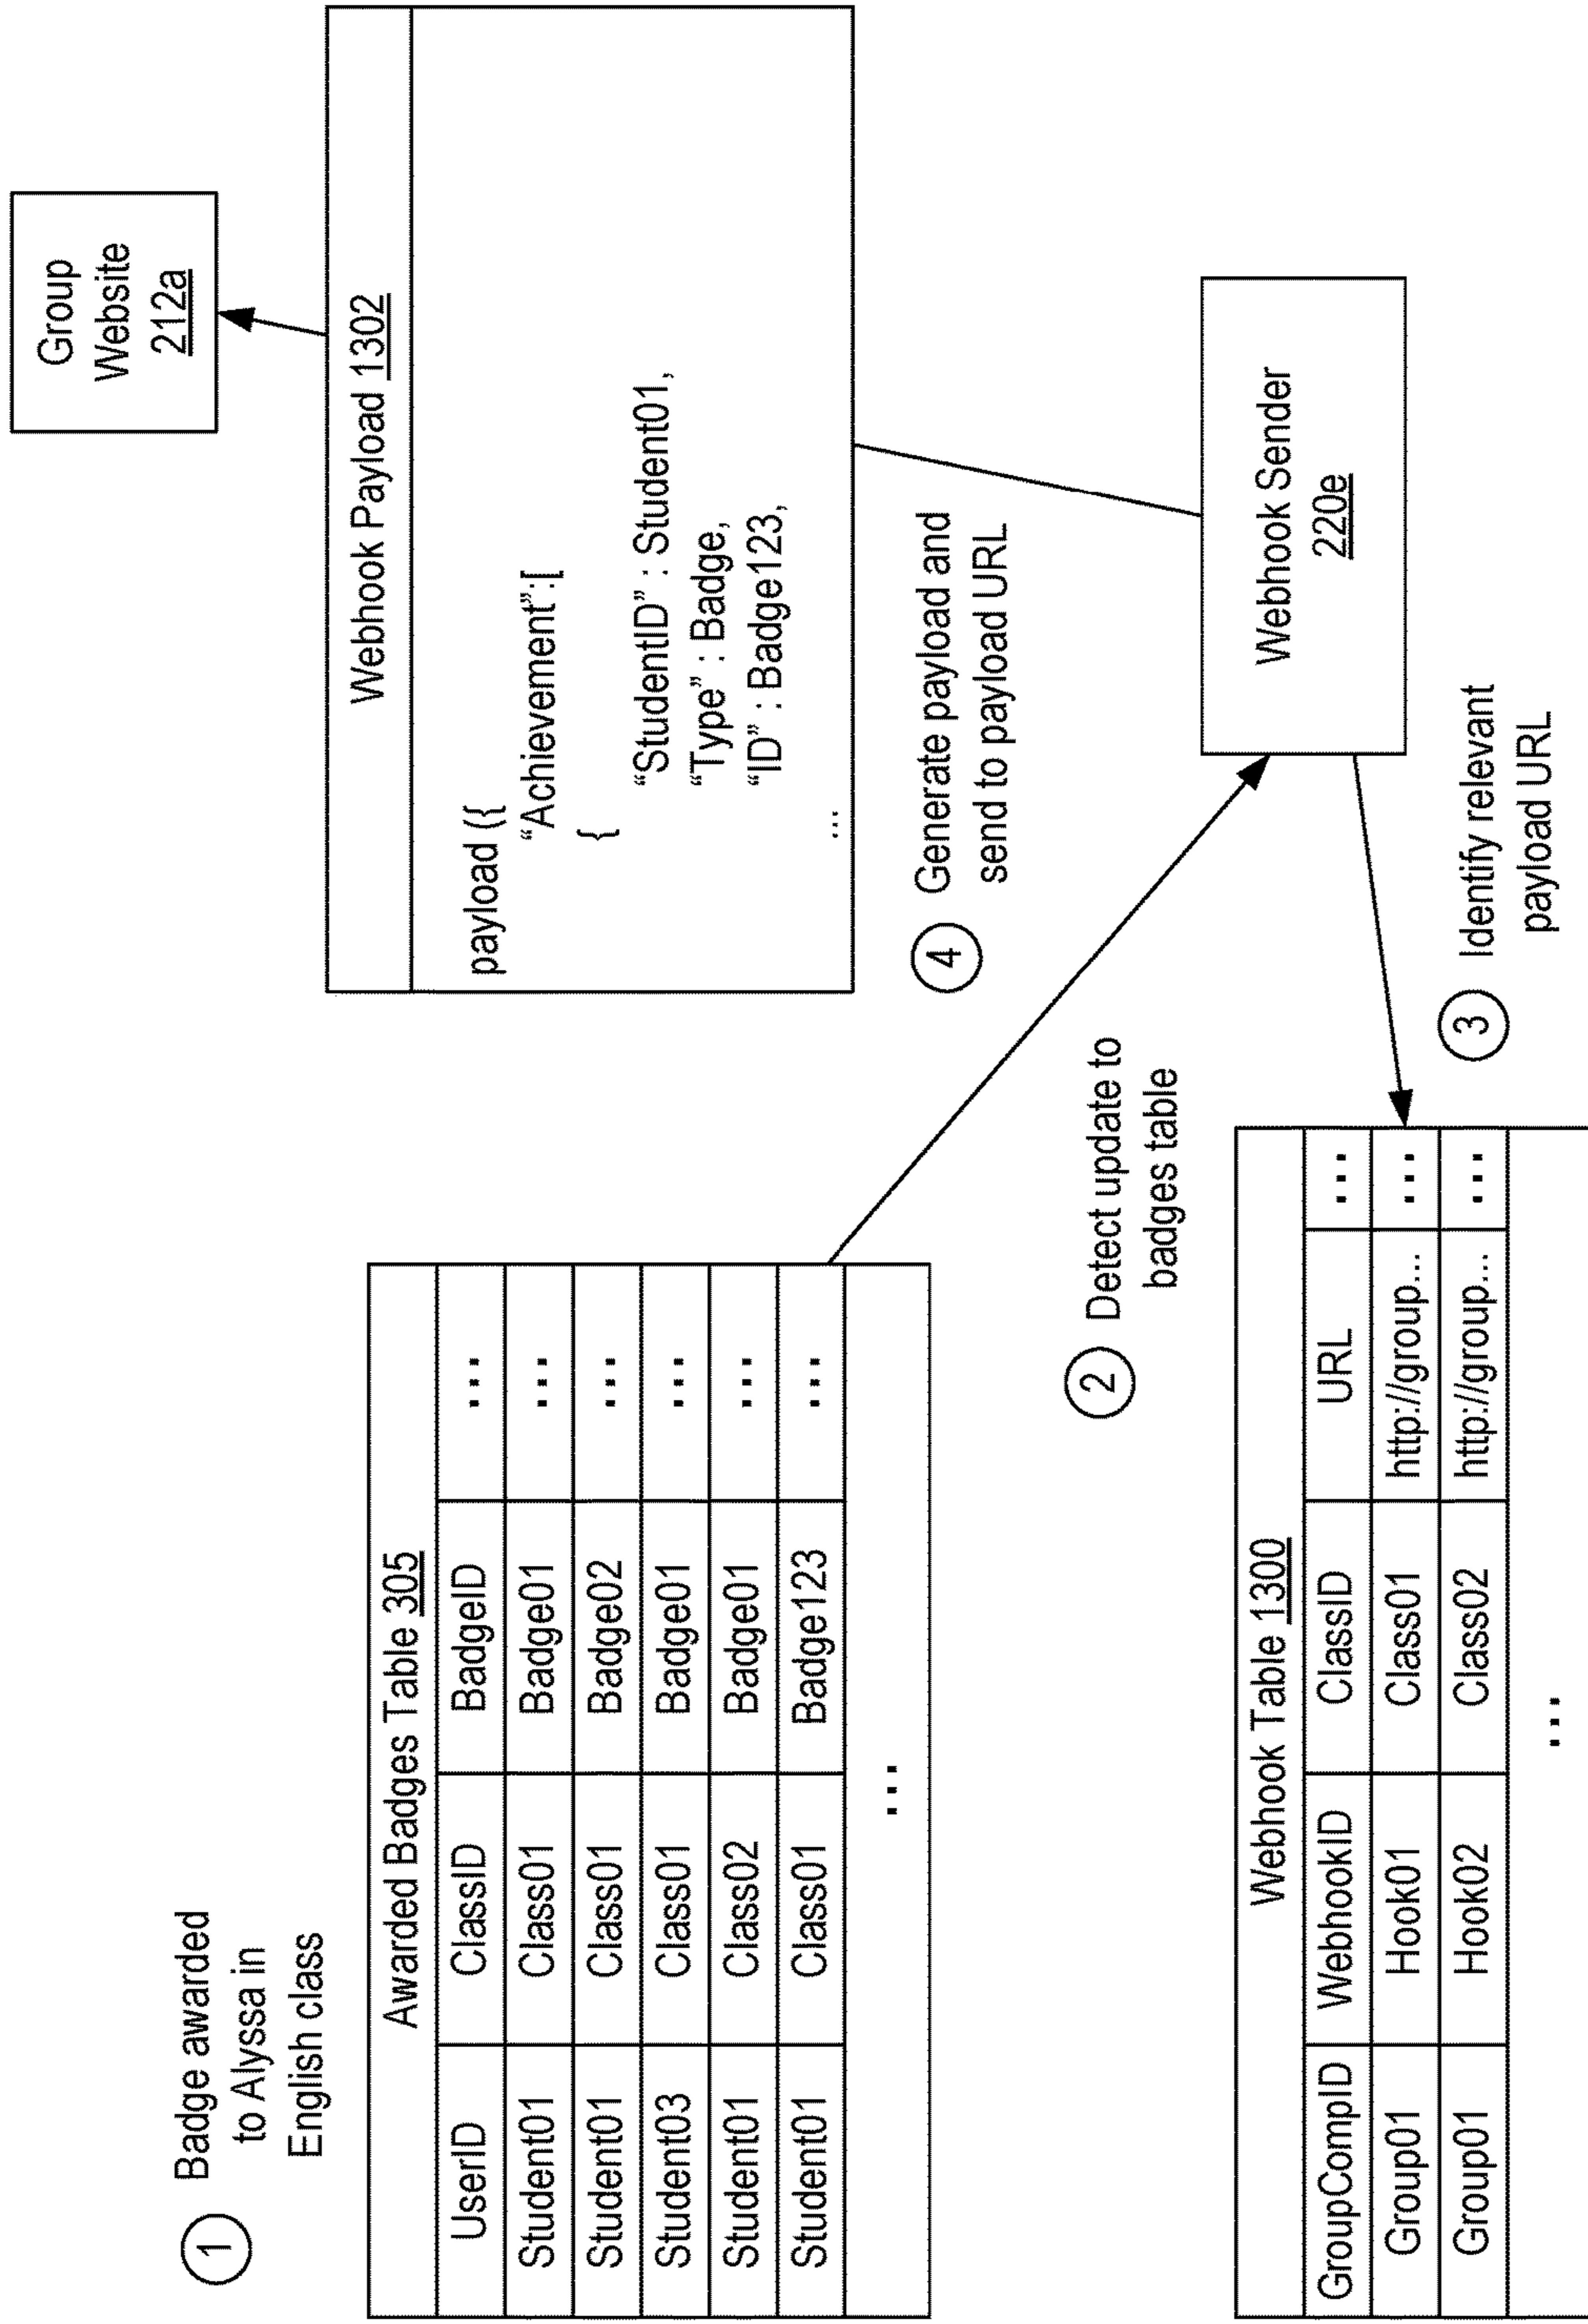 1 Badge awarded
to Alyssa in
English class
Awarded Badges Table 305
UserID ClassID BadgeID ...
Student01 Class01 Badge01 ...
Student01 Class01 Badge02 ...
Student03 Class01 Badge01 ...
Student01 Class02 Badge01 ...
Student01 Class01 Badge123 ...
...
2 Detect update to
badges table
Webhook Table 1300
GroupCompID WebhookID ClassID URL ...
Group01 Hook01 Class01 http://group... ...
Group01 Hook02 Class02 http://group... ...
...
3 Identify relevant
payload URL
Webhook Sender
220e
4 Generate payload and
send to payload URL
Webhook Payload 1302
payload ({
“Achievement”:[
{
“StudentID” : Student01,
“Type” : Badge,
“ID” : Badge123,
...
Group
Website
212a